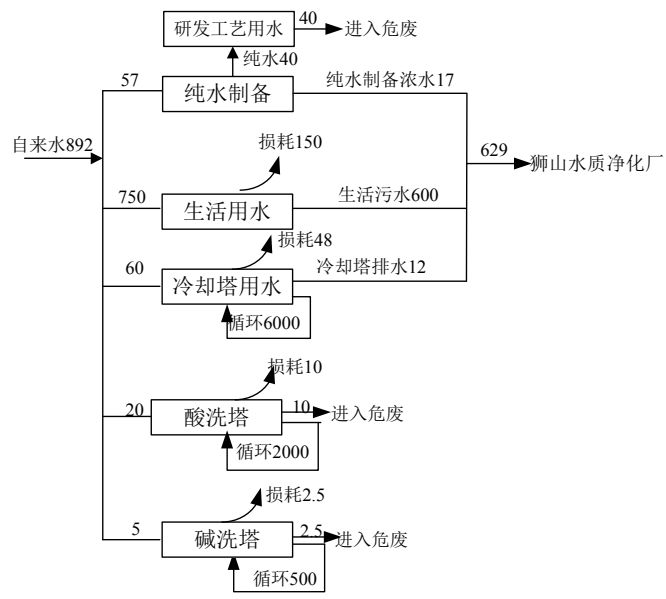 研发工艺用水
40
进入危废
纯水40
57
纯水制备
纯水制备浓水17
自来水892
损耗150
629
狮山水质净化厂
750
生活用水
生活污水600
损耗48
60
冷却塔用水
冷却塔排水12
循环6000
损耗10
20
酸洗塔
10
进入危废
循环2000
损耗2.5
5
碱洗塔
2.5
进入危废
循环500